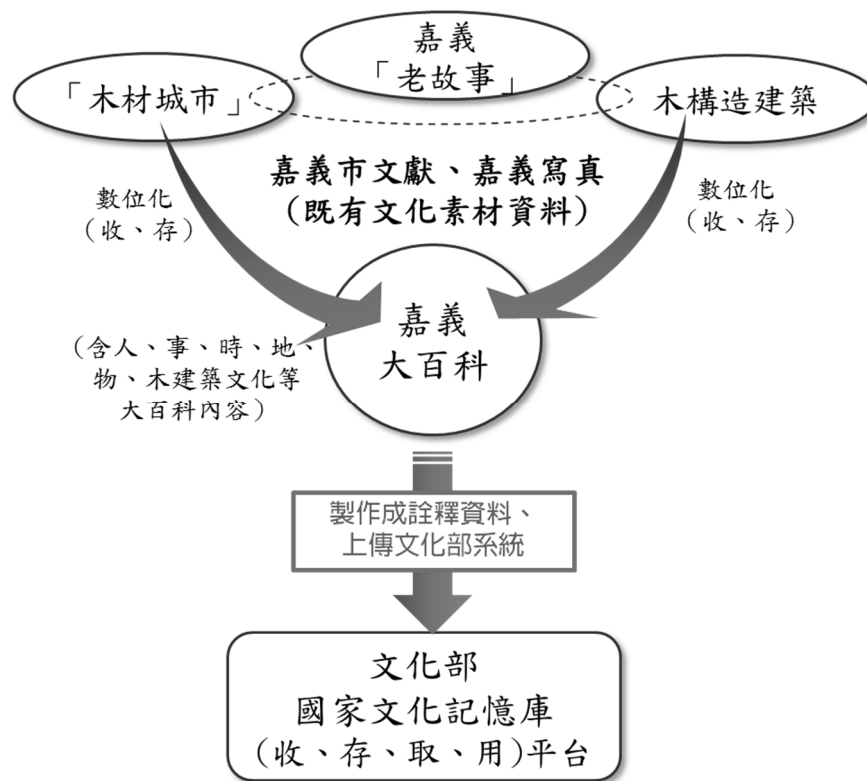 嘉義
「老故事」
「木材城市」
木構造建築
嘉義市文獻、嘉義寫真
(既有文化素材資料)
數位化
(收、存)
數位化
(收、存)
嘉義
大百科
(含人、事、時、地、
物、木建築文化等
大百科內容)
製作成詮釋資料、
上傳文化部系統
文化部
國家文化記憶庫
(收、存、取、用)平台